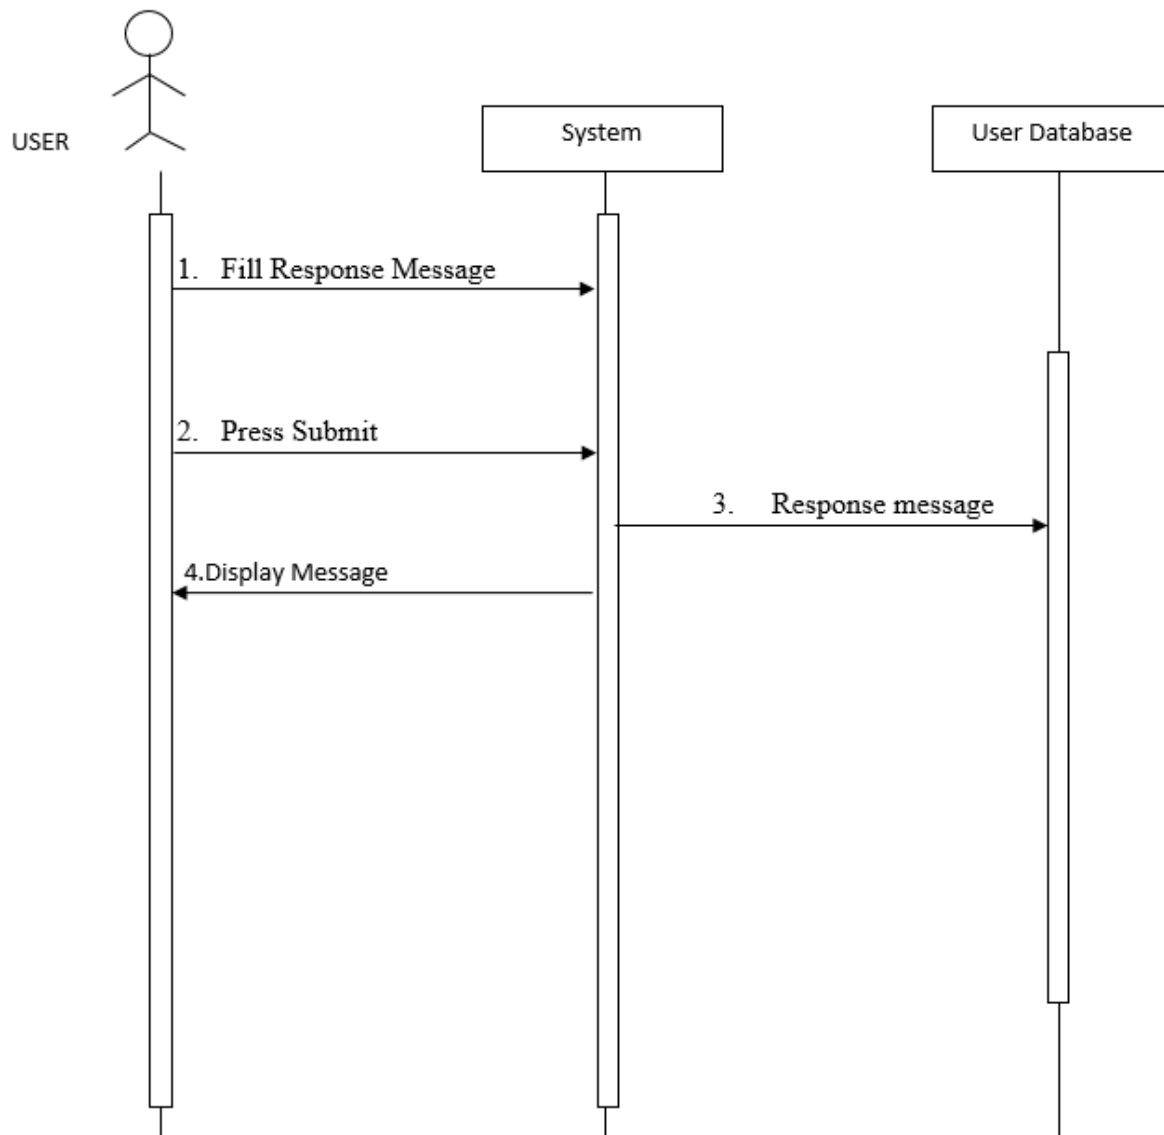 USER
System
User Database
1. Fill Response Message
2. Press Submit
3. Response message
4.Display Message